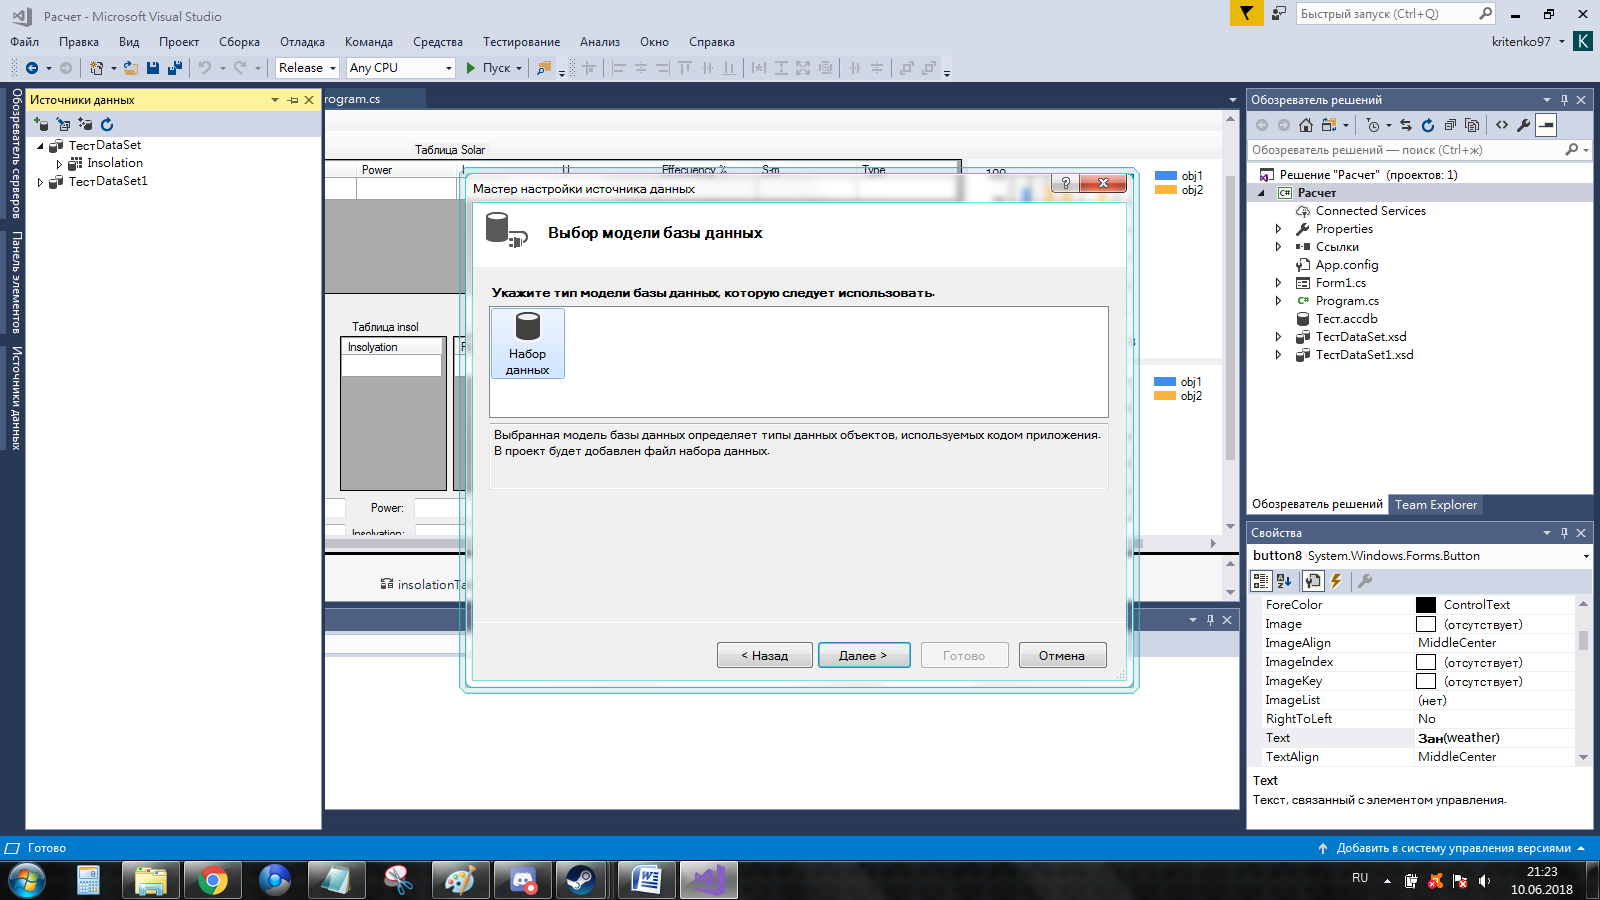 Расчет - Microsoft Visual Studio
Быстрый запуск (Ctrl+Q)
Файл Правка Вид Проект Сборка Отладка Команда Средства Тестирование Анализ Окно Справка
kritenko97 K
Release Any CPU Пуск
Обозреватель серверов
Панель элементов
Источники данных
Источники данных
ТестDataSet
Insolation
ТестDataSet1
rogram.cs
Таблица Solar
Power
U
Effecuency %
Type
100
obj1
obj2
Таблица insol
Insolyation
obj1
obj2
Power:
Insolyation:
insolationTa
Мастер настройки источника данных
Выбор модели базы данных
Укажите тип модели базы данных, которую следует использовать.
Набор
данных
Выбранная модель базы данных определяет типы данных объектов, используемых кодом приложения.
В проект будет добавлен файл набора данных.
< Назад Далее > Готово Отмена
Обозреватель решений
Обозреватель решений — поиск (Ctrl+ж)
Решение "Расчет" (проектов: 1)
C# Расчет
Connected Services
Properties
Ссылки
App.config
Form1.cs
C# Program.cs
Тест.accdb
ТестDataSet.xsd
ТестDataSet1.xsd
Обозреватель решений Team Explorer
Свойства
button8 System.Windows.Forms.Button
ForeColor ControlText
Image (отсутствует)
ImageAlign MiddleCenter
ImageIndex (отсутствует)
ImageKey (отсутствует)
ImageList (нет)
RightToLeft No
Text Зан(weather)
TextAlign MiddleCenter
Text
Текст, связанный с элементом управления.
Готово
Добавить в систему управления версиями
RU
21:23
10.06.2018